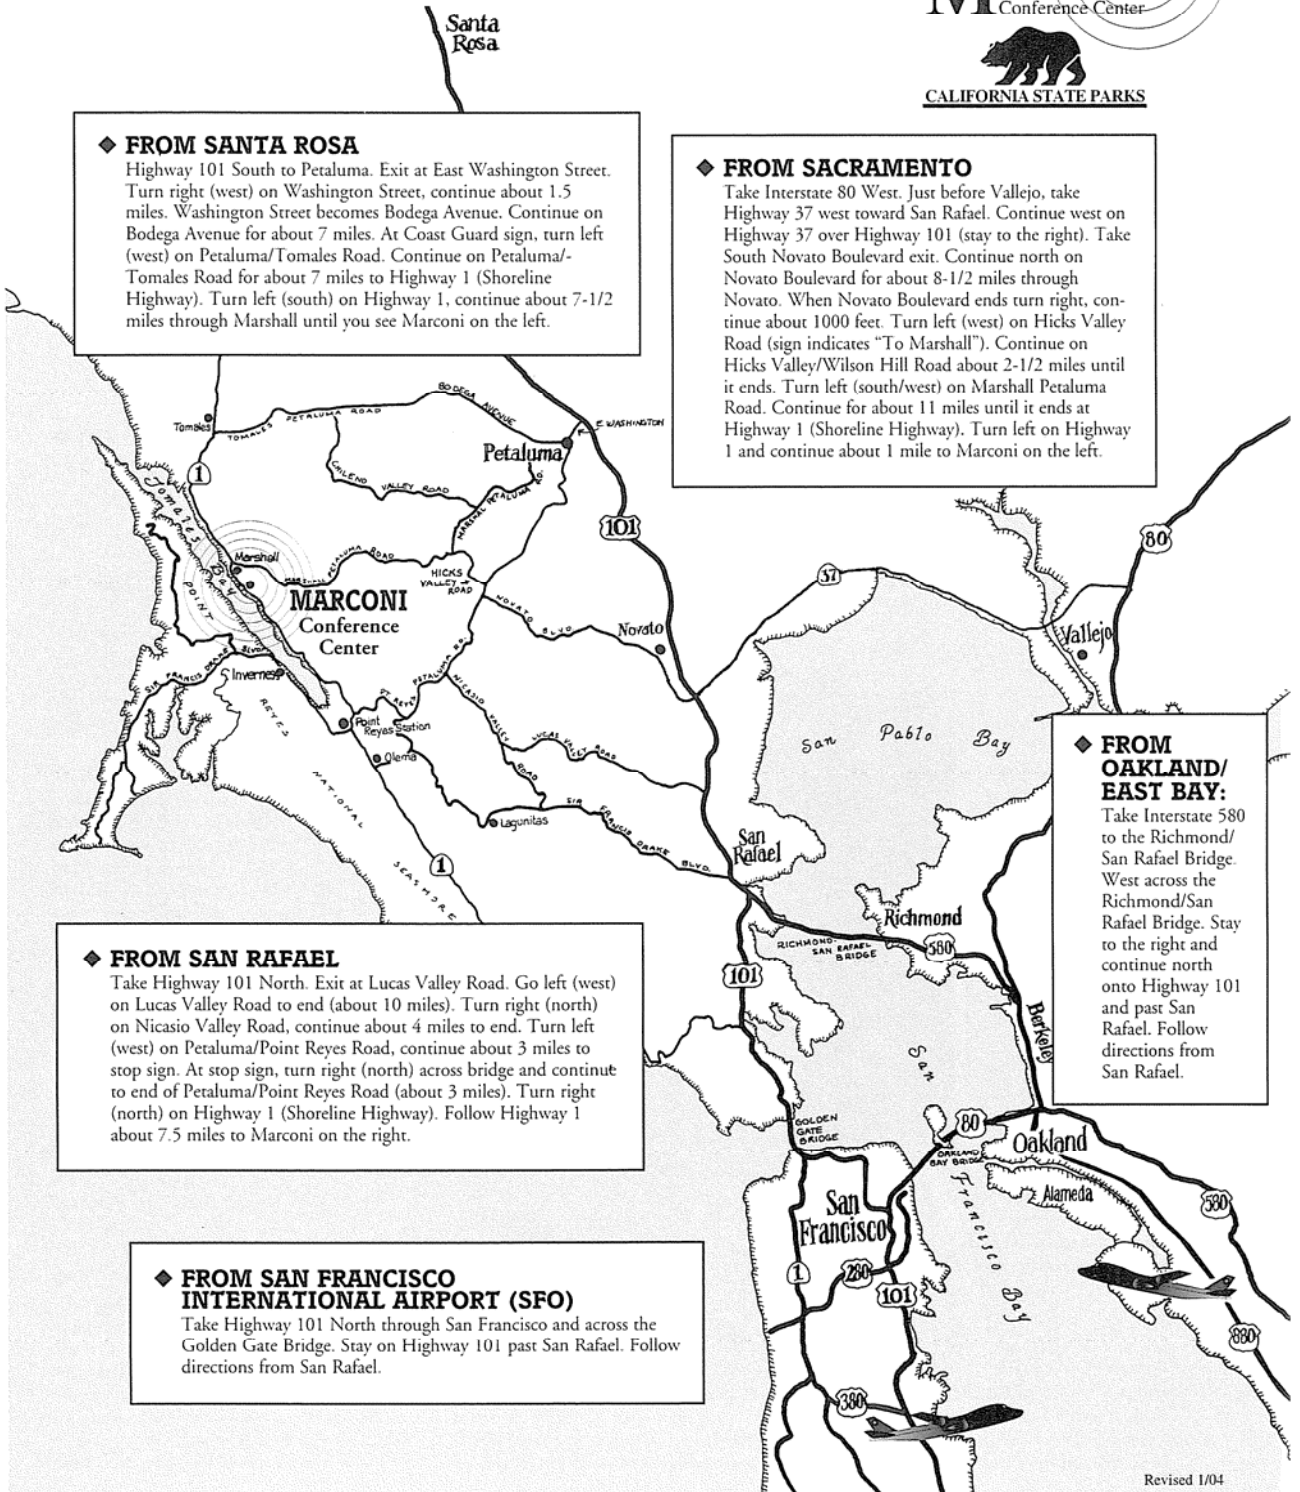 M
Conference Center
CALIFORNIA STATE PARKS
Santa
Rosa
FROM SANTA ROSA
Highway 101 South to Petaluma. Exit at East Washington Street.
Turn right (west) on Washington Street, continue about 1.5
miles. Washington Street becomes Bodega Avenue. Continue on
Bodega Avenue for about 7 miles. At Coast Guard sign, turn left
(west) on Petaluma/Tomales Road. Continue on Petaluma/-
Tomales Road for about 7 miles to Highway 1 (Shoreline
Highway). Turn left (south) on Highway 1, continue about 7-1/2
miles through Marshall until you see Marconi on the left.
FROM SACRAMENTO
Take Interstate 80 West. Just before Vallejo, take
Highway 37 west toward San Rafael. Continue west on
Highway 37 over Highway 101 (stay to the right). Take
South Novato Boulevard exit. Continue north on
Novato Boulevard for about 8-1/2 miles through
Novato. When Novato Boulevard ends turn right, con-
tinue about 1000 feet. Turn left (west) on Hicks Valley
Road (sign indicates “To Marshall”). Continue on
Hicks Valley/Wilson Hill Road about 2-1/2 miles until
it ends. Turn left (south/west) on Marshall Petaluma
Road. Continue for about 11 miles until it ends at
Highway 1 (Shoreline Highway). Turn left on Highway
1 and continue about 1 mile to Marconi on the left.
Tomales
TOMALES PETALUMA ROAD
BODEGA AVENUE
E. WASHINGTON
Petaluma
1
CHILENO VALLEY ROAD
MARSHAL PETALUMA RD.
101
80
Tomales Bay
Marshall
MARSHALL PETALUMA ROAD
HICKS
VALLEY
ROAD
MARCONI
Conference
Center
NOVATO BLVD
Novato
37
Vallejo
POINT
REYES
NATIONAL
SEASHORE
SIR FRANCIS DRAKE BLVD
Inverness
PT REYES PETALUMA RD.
Point
Reyas Station
Olema
NICASIO VALLEY ROAD
LUCAS VALLEY ROAD
Lagunitas
SIR FRANCIS DRAKE BLVD.
1
San Pablo Bay
San
Rafael
Richmond
RICHMOND-
SAN RAFAEL
BRIDGE
580
101
Berkeley
FROM
OAKLAND/
EAST BAY:
Take Interstate 580
to the Richmond/
San Rafael Bridge.
West across the
Richmond/San
Rafael Bridge. Stay
to the right and
continue north
onto Highway 101
and past San
Rafael. Follow
directions from
San Rafael.
FROM SAN RAFAEL
Take Highway 101 North. Exit at Lucas Valley Road. Go left (west)
on Lucas Valley Road to end (about 10 miles). Turn right (north)
on Nicasio Valley Road, continue about 4 miles to end. Turn left
(west) on Petaluma/Point Reyes Road, continue about 3 miles to
stop sign. At stop sign, turn right (north) across bridge and continue
to end of Petaluma/Point Reyes Road (about 3 miles). Turn right
(north) on Highway 1 (Shoreline Highway). Follow Highway 1
about 7.5 miles to Marconi on the right.
San Francisco Bay
GOLDEN
GATE
BRIDGE
80
OAKLAND
BAY BRIDGE
Oakland
Alameda
580
San
Francisco
1
280
101
880
380
FROM SAN FRANCISCO
INTERNATIONAL AIRPORT (SFO)
Take Highway 101 North through San Francisco and across the
Golden Gate Bridge. Stay on Highway 101 past San Rafael. Follow
directions from San Rafael.
Revised 1/04